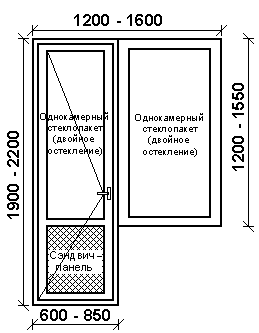 1200 - 1600
Однокамерный
стеклопакет
(двойное
остекление)
Однокамерный
стеклопакет
(двойное
остекление)
1900 - 2200
1200 - 1550
Сэндвич –
панель
600 - 850